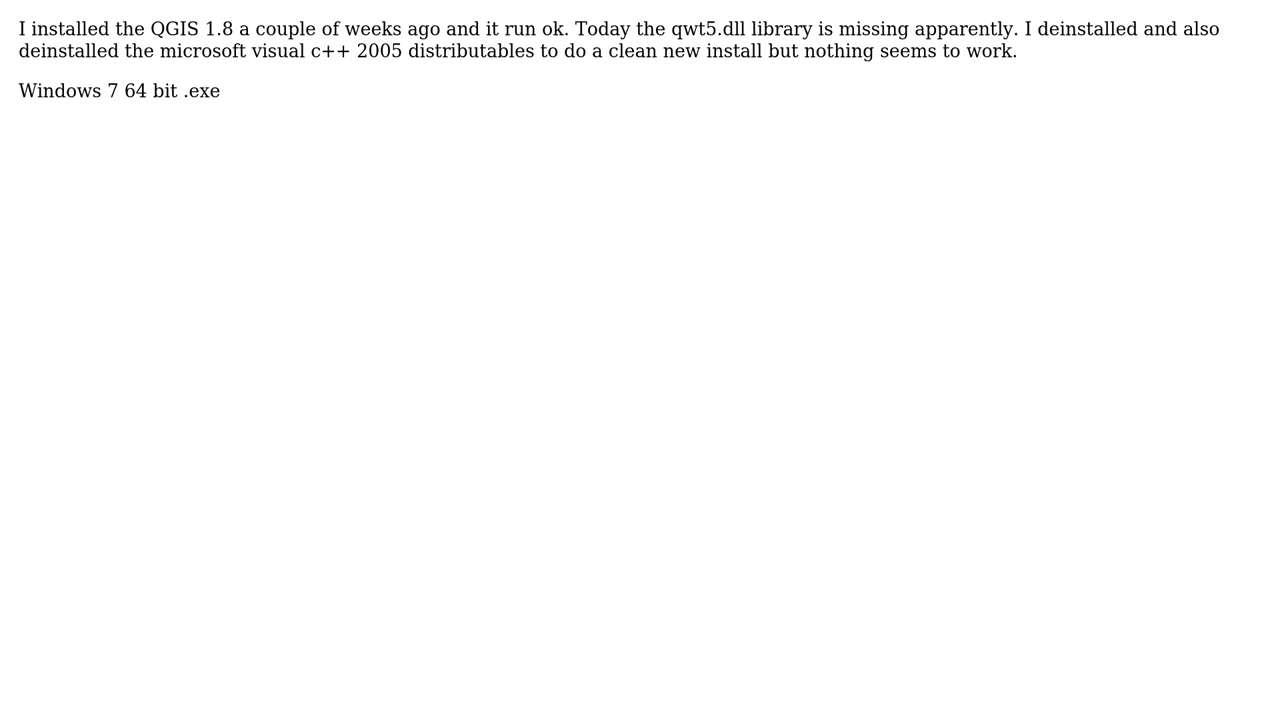 I installed the QGIS 1.8 a couple of weeks ago and it run ok. Today the qwt5.dll library is missing apparently. I deinstalled and also
deinstalled the microsoft visual c++ 2005 distributables to do a clean new install but nothing seems to work.
Windows 7 64 bit .exe